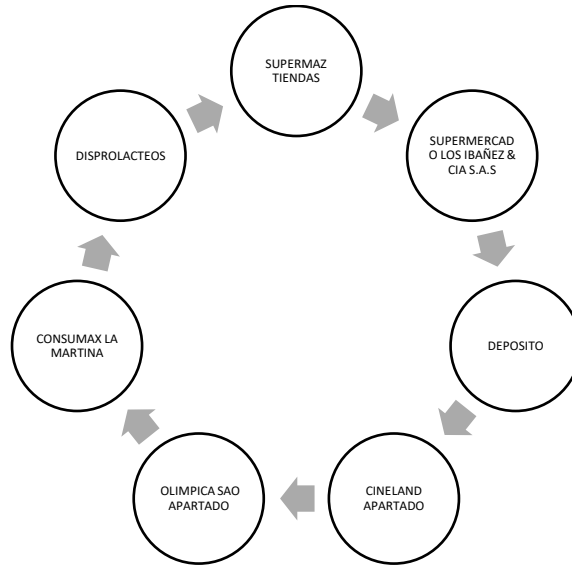 SUPERMAZ
TIENDAS
SUPERMERCAD
O LOS IBAÑEZ &
CIA S.A.S
DEPOSITO
CINELAND
APARTADO
OLIMPICA SAO
APARTADO
CONSUMAX LA
MARTINA
DISPROLACTEOS